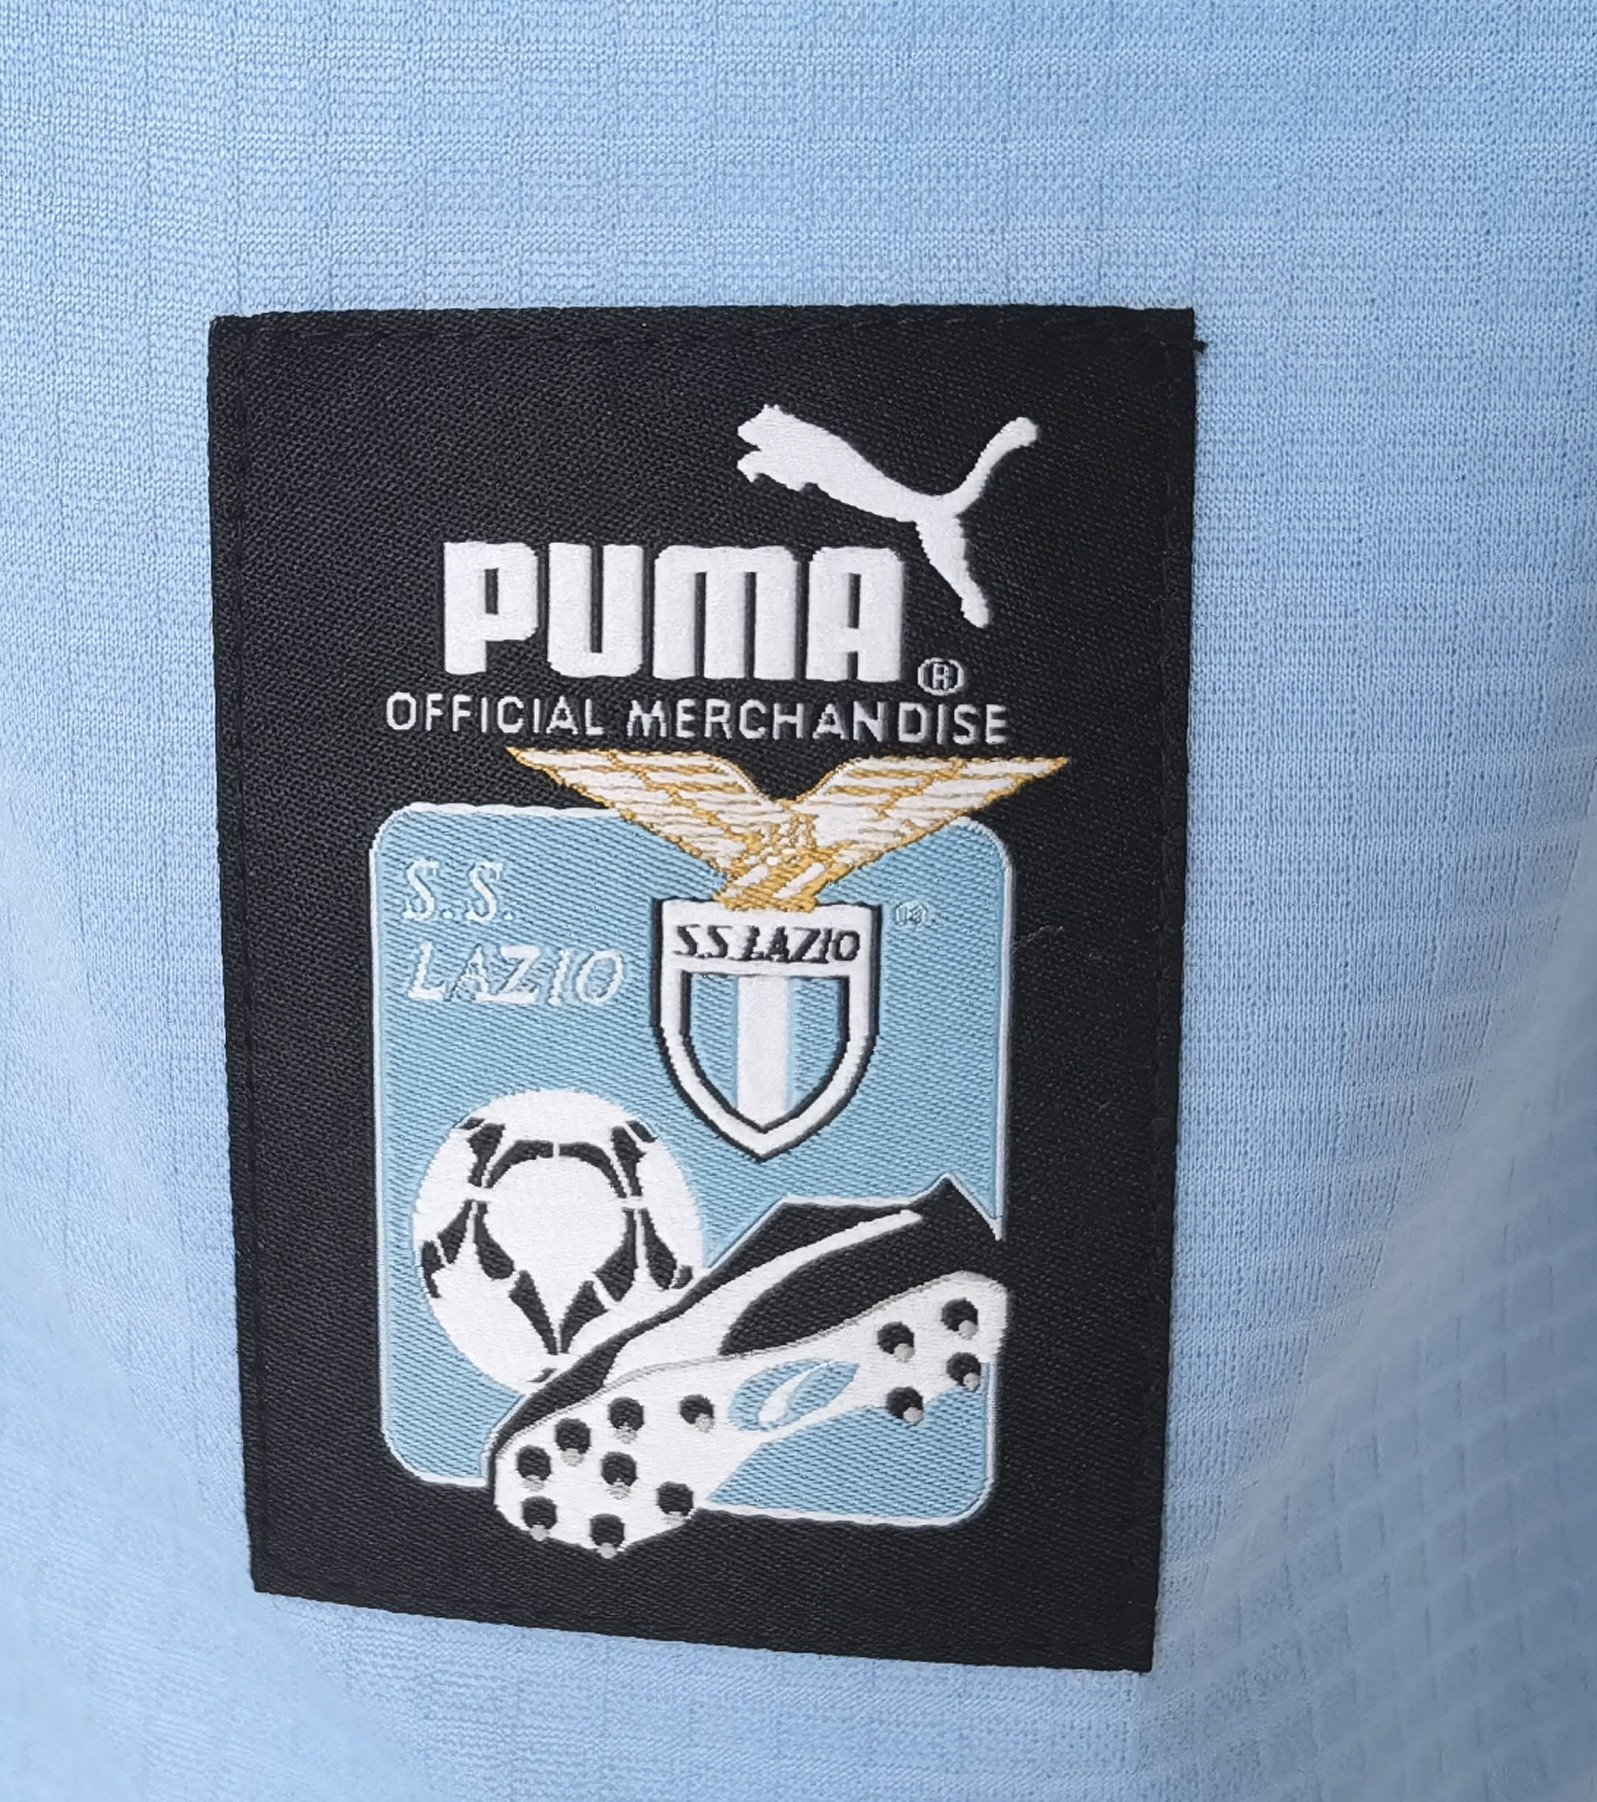 PUMA®
OFFICIAL MERCHANDISE
S.S.
LAZIO
S.S.LAZIO